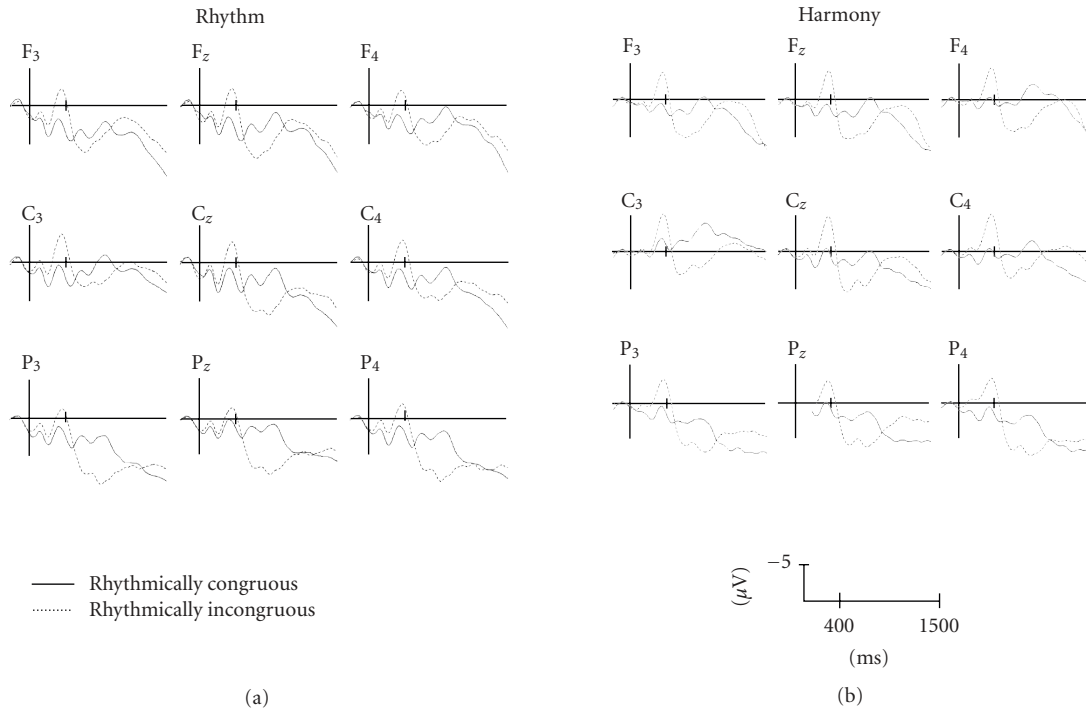 Rhythm
F3 Fz F4
C3 Cz C4
P3 Pz P4
Rhythmically congruous
Rhythmically incongruous
(a)
Harmony
F3 Fz F4
C3 Cz C4
P3 Pz P4
−5
(μV)
400 1500
(ms)
(b)